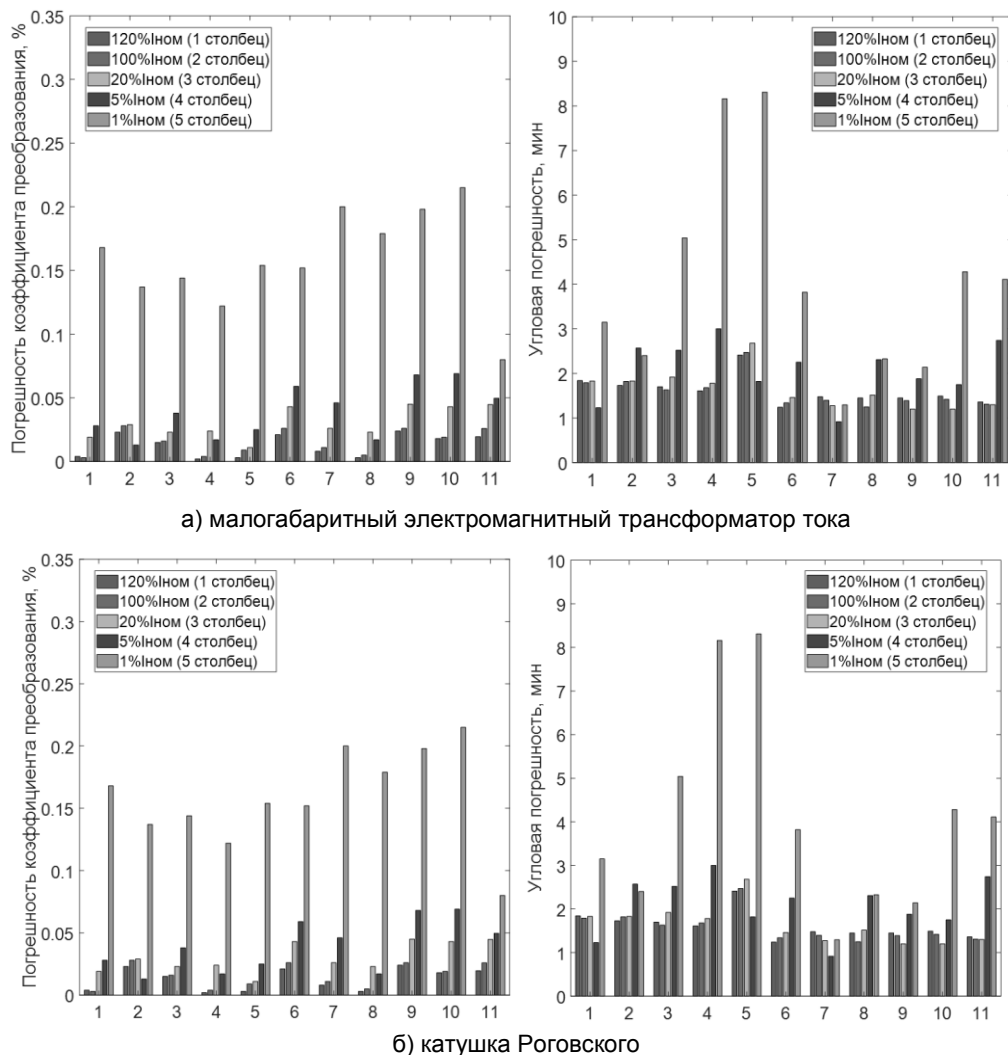 Погрешность коэффициента преобразования, %
0.35
0.3
0.25
0.2
0.15
0.1
0.05
0
120%Iном (1 столбец)
100%Iном (2 столбец)
20%Iном (3 столбец)
5%Iном (4 столбец)
1%Iном (5 столбец)
1 2 3 4 5 6 7 8 9 10 11
Угловая погрешность, мин
10
9
8
7
6
5
4
3
2
1
0
120%Iном (1 столбец)
100%Iном (2 столбец)
20%Iном (3 столбец)
5%Iном (4 столбец)
1%Iном (5 столбец)
1 2 3 4 5 6 7 8 9 10 11
а) малогабаритный электромагнитный трансформатор тока
Погрешность коэффициента преобразования, %
0.35
0.3
0.25
0.2
0.15
0.1
0.05
0
120%Iном (1 столбец)
100%Iном (2 столбец)
20%Iном (3 столбец)
5%Iном (4 столбец)
1%Iном (5 столбец)
1 2 3 4 5 6 7 8 9 10 11
Угловая погрешность, мин
10
9
8
7
6
5
4
3
2
1
0
120%Iном (1 столбец)
100%Iном (2 столбец)
20%Iном (3 столбец)
5%Iном (4 столбец)
1%Iном (5 столбец)
1 2 3 4 5 6 7 8 9 10 11
б) катушка Роговского